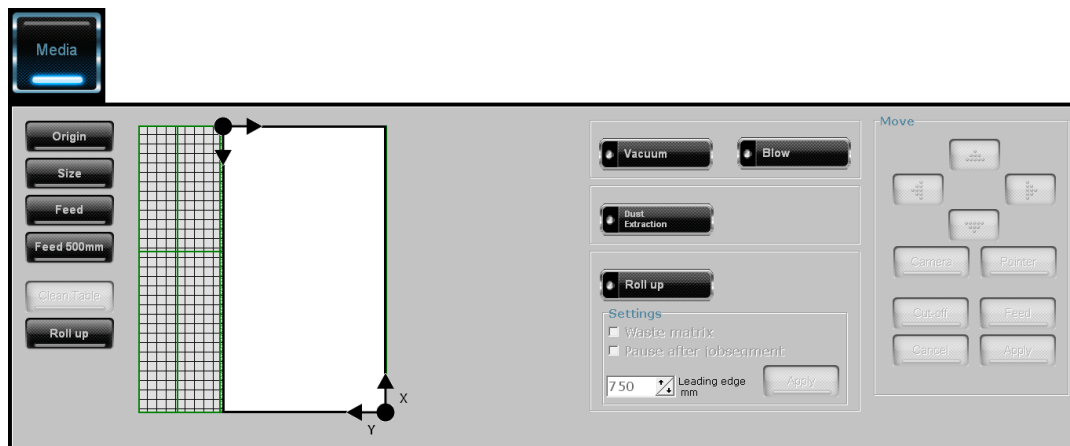 Media
Origin
Size
Feed
Feed 500mm
Clean Table
Roll up
X
Y
Vacuum
Blow
Dust
Extraction
Roll up
Settings
Waste matrix
Pause after jobsegment
750
Leading edge
mm
Apply
Move
Camera
Pointer
Cut-off
Feed
Cancel
Apply